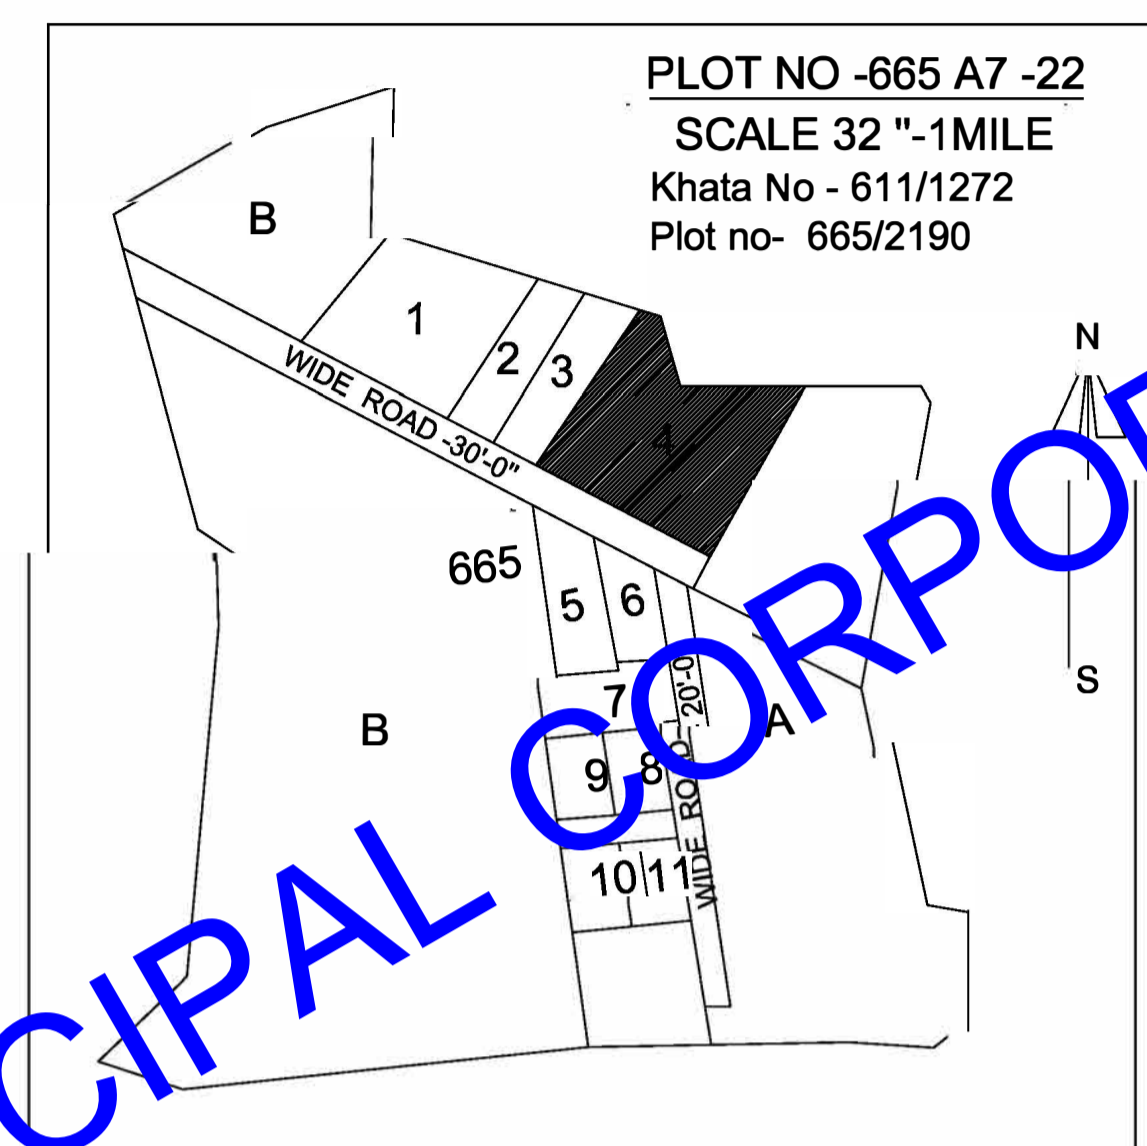 PLOT NO -665 A7 -22
SCALE 32 "-1MILE
Khata No - 611/1272
Plot no- 665/2190
B
1
2
3
4
WIDE ROAD -30'-0"
N
S
665
5
6
7
8
9
10
11
WIDE ROAD- 20'-0
A
B
CIPAL CORPOR